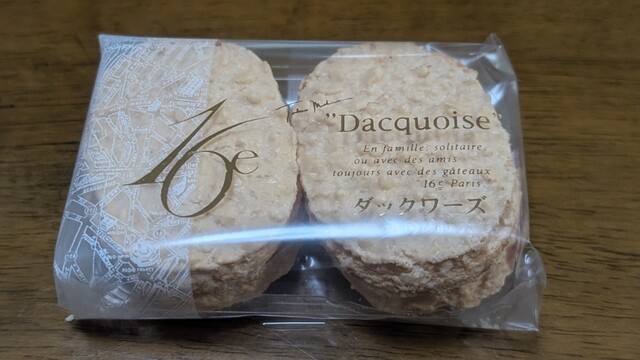 16e
"Dacquoise"
En famille, solitaire
ou avec des amis
toujours avec des gâteaux
16e Paris
ダックワーズ